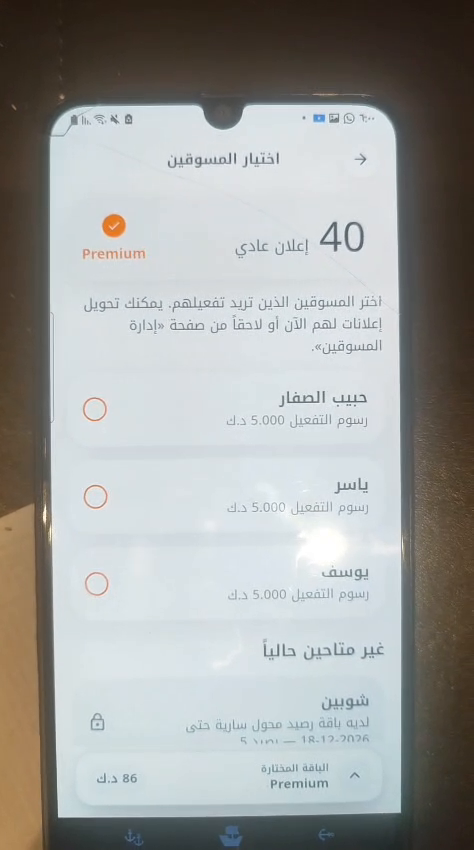 ٦:٠٠
اختيار المسوقين
40 إعلان عادي
Premium
اختر المسوقين الذين تريد تفعيلهم. يمكنك تحويل
إعلانات لهم الآن أو لاحقاً من صفحة «إدارة
المسوقين».
حبيب الصفار
رسوم التفعيل 5.000 د.ك
ياسر
رسوم التفعيل 5.000 د.ك
يوسف
رسوم التفعيل 5.000 د.ك
غير متاحين حالياً
شوبين
لديه باقة رصيد محول سارية حتى
18-12-2026 —
الباقة المختارة
Premium
86 د.ك